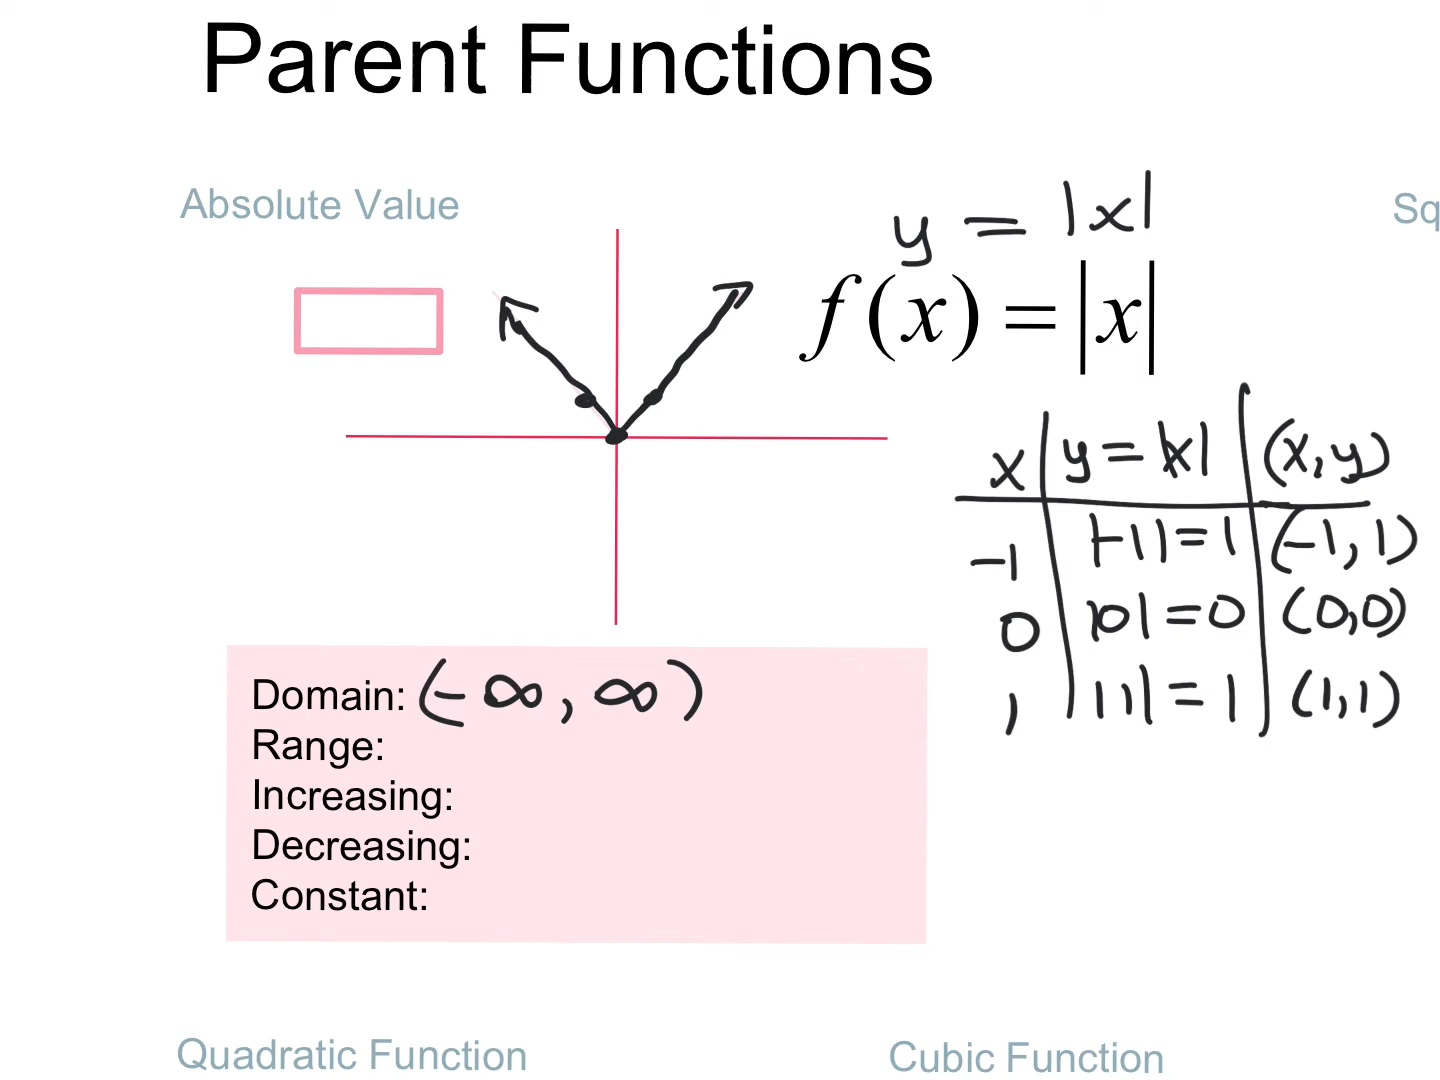 Parent Functions
Absolute Value
Sq
y = |x|
f(x) = |x|
x | y = |x| | (x, y)
-1 | |-1| = 1 | (-1, 1)
0 | |0| = 0 | (0,0)
1 | |1| = 1 | (1,1)
Domain: (-∞, ∞)
Range:
Increasing:
Decreasing:
Constant:
Quadratic Function
Cubic Function